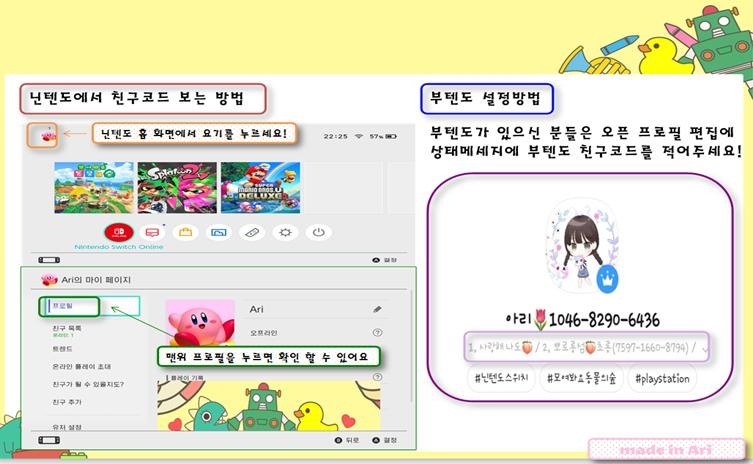 닌텐도에서 친구코드 보는 방법
닌텐도 홈 화면에서 요기를 누르세요!
22:25 57%
Splatoon 2
SUPER
MARIO BROS. U
DELUXE
Nintendo Switch Online
A 결정
Ari의 마이 페이지
프로필
친구 목록
온라인: 1
트렌드
온라인 플레이 초대
친구가 될 수 있을지도?
친구 추가
유저 설정
Ari
오프라인
맨위 프로필을 누르면 확인 할 수 있어요
플레이 기록
B 뒤로 A 결정
부텐도 설정방법
부텐도가 있으신 분들은 오픈 프로필 편집에
상태메세지에 부텐도 친구코드를 적어주세요!
아리🌷1046-8290-6436
1, 사랑해나도🍑 / 2, 뽀로롱섬🍑초롱(7597-1660-8794) /
#닌텐도스위치 #모여봐요동물의숲 #playstation
made in Ari